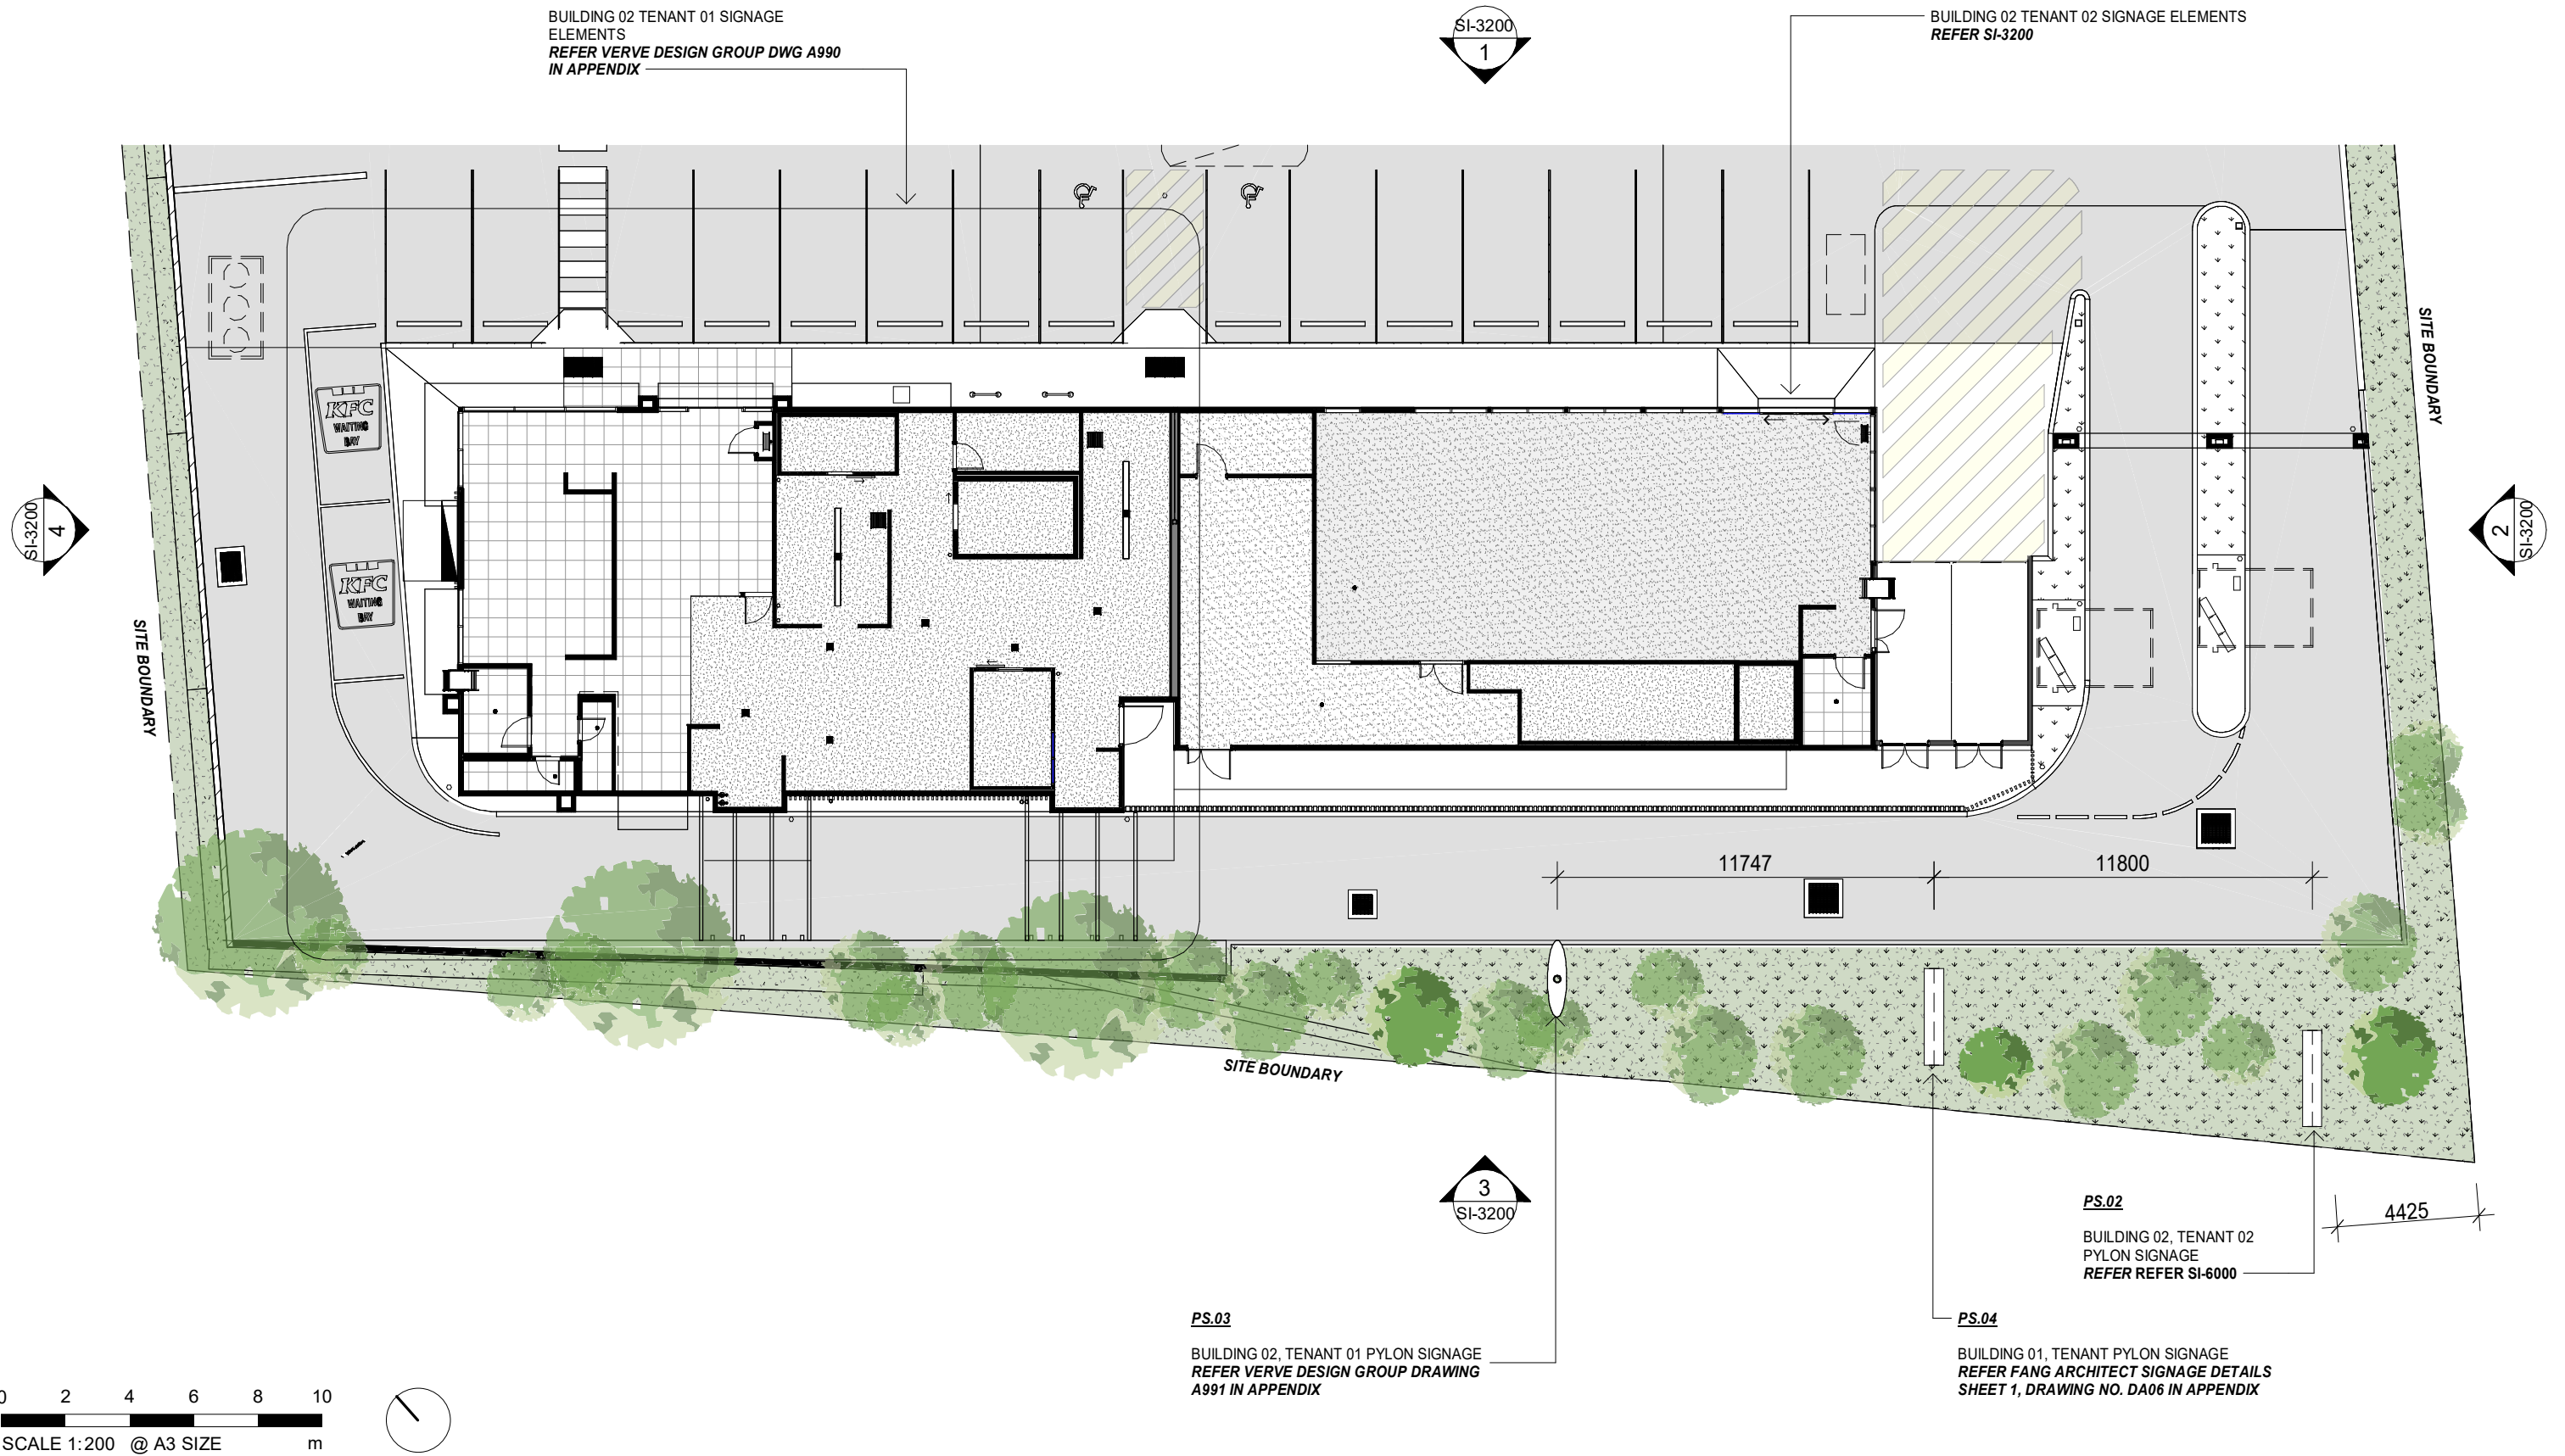 BUILDING 02 TENANT 01 SIGNAGE
ELEMENTS
REFER VERVE DESIGN GROUP DWG A990
IN APPENDIX
SI-3200
1
BUILDING 02 TENANT 02 SIGNAGE ELEMENTS
REFER SI-3200
SITE BOUNDARY
KFC
WAITING
BAY
SI-3200
4
2
SI-3200
KFC
WAITING
BAY
SITE BOUNDARY
11747
11800
SITE BOUNDARY
3
SI-3200
PS.02
BUILDING 02, TENANT 02
PYLON SIGNAGE
REFER REFER SI-6000
4425
PS.03
BUILDING 02, TENANT 01 PYLON SIGNAGE
REFER VERVE DESIGN GROUP DRAWING
A991 IN APPENDIX
PS.04
BUILDING 01, TENANT PYLON SIGNAGE
REFER FANG ARCHITECT SIGNAGE DETAILS
SHEET 1, DRAWING NO. DA06 IN APPENDIX
0 2 4 6 8 10
SCALE 1:200 @ A3 SIZE m